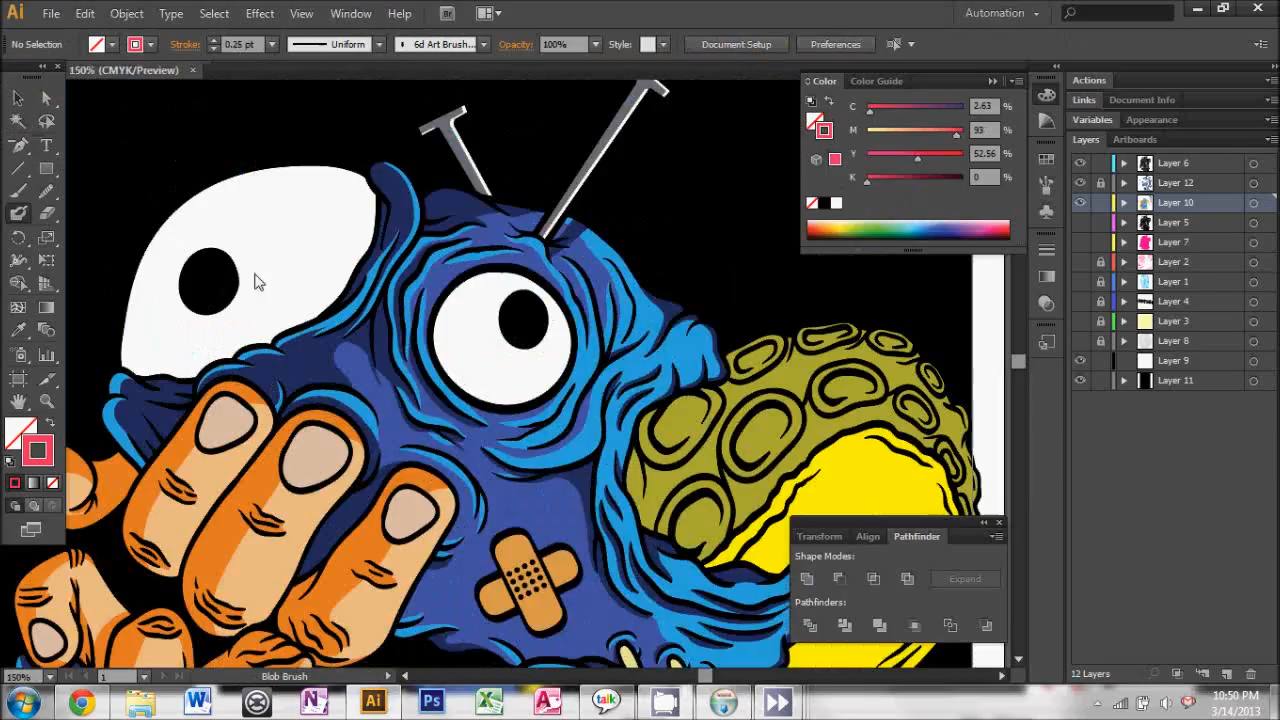 Ai File Edit Object Type Select Effect View Window Help Br Automation
No Selection Stroke: 0.25 pt Uniform 6d Art Brush... Opacity: 100% Style: Document Setup Preferences
150% (CMYK/Preview) ×
Color Color Guide
C 2.63 %
M 93 %
Y 52.56 %
K 0 %
Actions
Links Document Info
Variables Appearance
Layers Artboards
Layer 6
Layer 12
Layer 10
Layer 5
Layer 7
Layer 2
Layer 1
Layer 4
Layer 3
Layer 8
Layer 9
Layer 11
Transform Align Pathfinder
Shape Modes:
Expand
Pathfinders:
150% 1 Blob Brush 12 Layers
W N Ai Ps X A talk
10:50 PM
3/14/2013